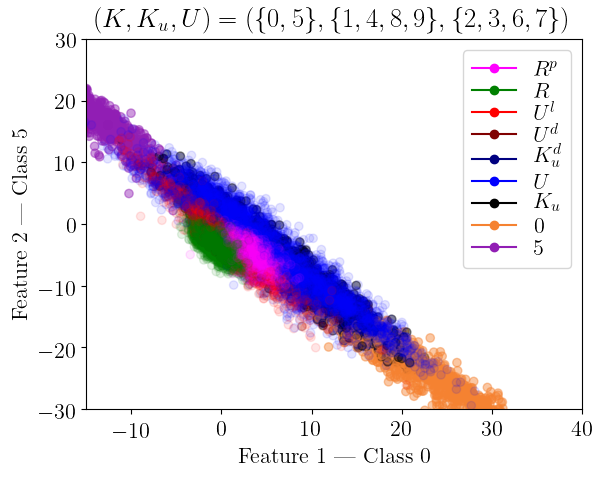 (K, K_u, U) = ({0, 5}, {1, 4, 8, 9}, {2, 3, 6, 7})
30
20
10
0
−10
−20
−30
Feature 2 — Class 5
R^p
R
U^l
U^d
K_u^d
U
K_u
0
5
−10
0
10
20
30
40
Feature 1 — Class 0